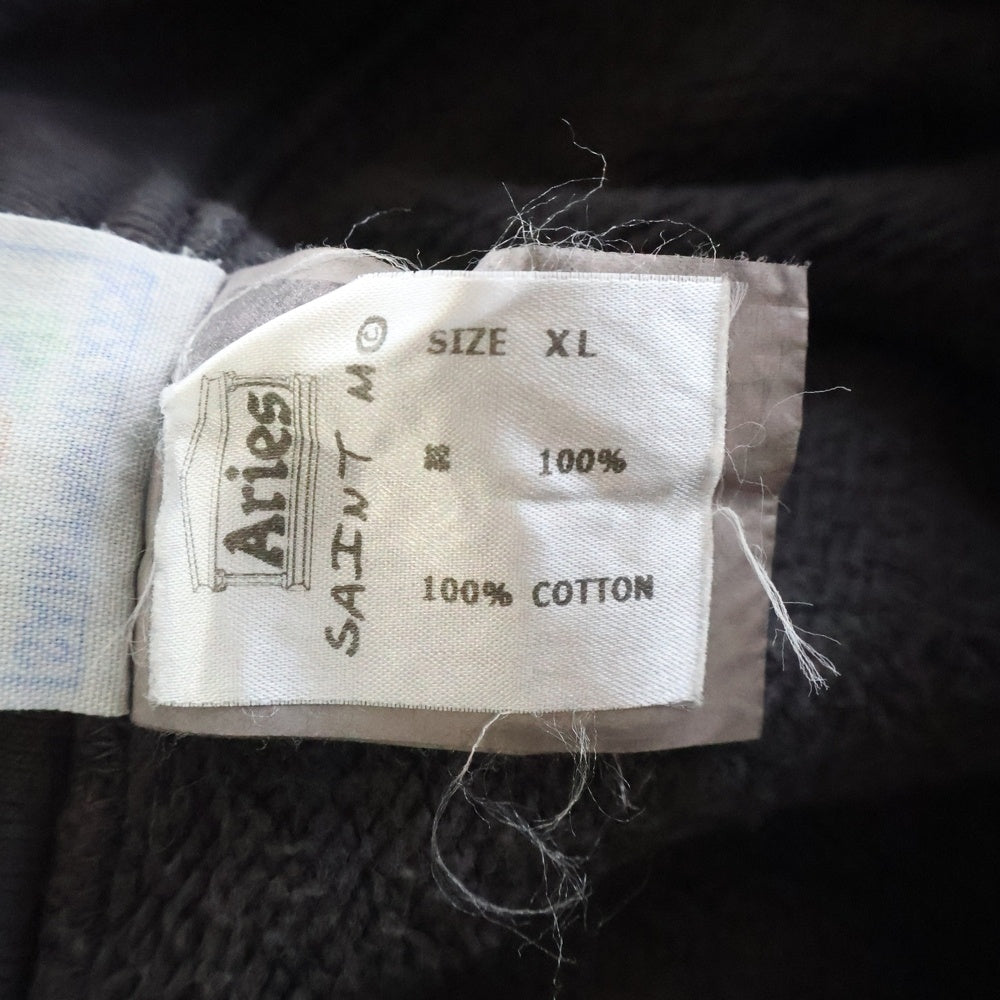 Aries
SAINT M©
SIZE XL
100%
100% COTTON